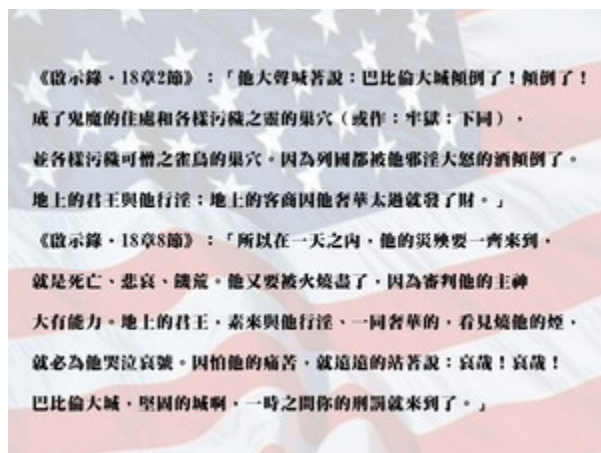 《啟示錄·18章2節》：「他大聲喊著說：巴比倫大城傾倒了！傾倒了！
成了鬼魔的住處和各樣污穢之靈的巢穴（或作：牢獄：下同），
並各樣污穢可憎之雀鳥的巢穴。因為列國都被他邪淫大怒的酒傾倒了。
地上的君王與他行淫；地上的客商因他奢華太過就發了財。」
《啟示錄·18章8節》：「所以在一天之內，他的災殃要一齊來到，
就是死亡、悲哀、饑荒。他又要被火燒盡了，因為審判他的主神
大有能力。地上的君王，素來與他行淫、一同奢華的，看見燒他的煙，
就必為他哭泣哀號。因怕他的痛苦，就遠遠的站著說：哀哉！哀哉！
巴比倫大城，堅固的城啊，一時之間你的刑罰就來到了。」